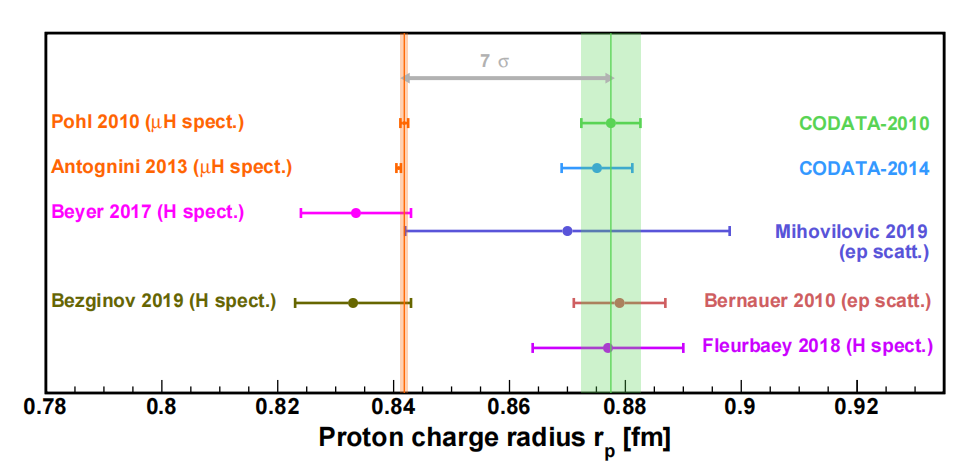 7 σ
Pohl 2010 (μH spect.)
CODATA-2010
Antognini 2013 (μH spect.)
CODATA-2014
Beyer 2017 (H spect.)
Mihovilovic 2019
(ep scatt.)
Bezginov 2019 (H spect.)
Bernauer 2010 (ep scatt.)
Fleurbaey 2018 (H spect.)
0.78 0.8 0.82 0.84 0.86 0.88 0.9 0.92
Proton charge radius rp [fm]